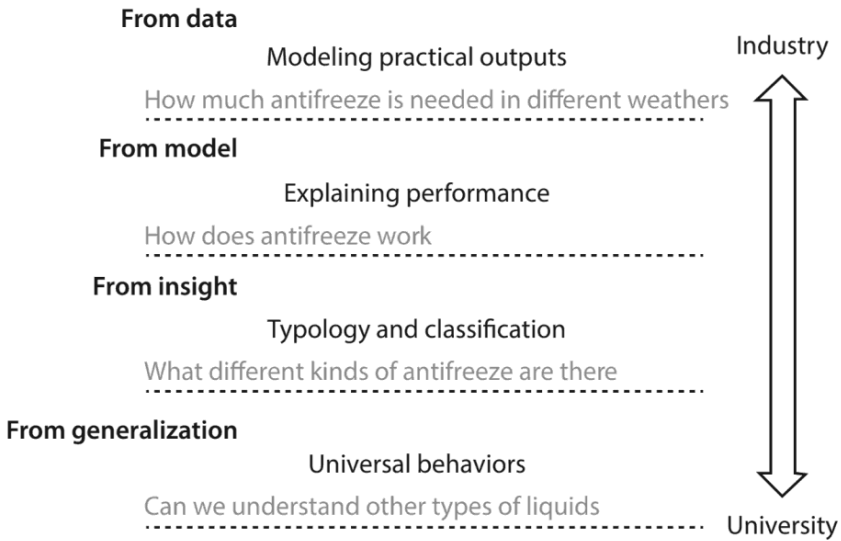 From data
Industry
Modeling practical outputs
How much antifreeze is needed in different weathers
From model
Explaining performance
How does antifreeze work
From insight
Typology and classification
What different kinds of antifreeze are there
From generalization
Universal behaviors
Can we understand other types of liquids
University